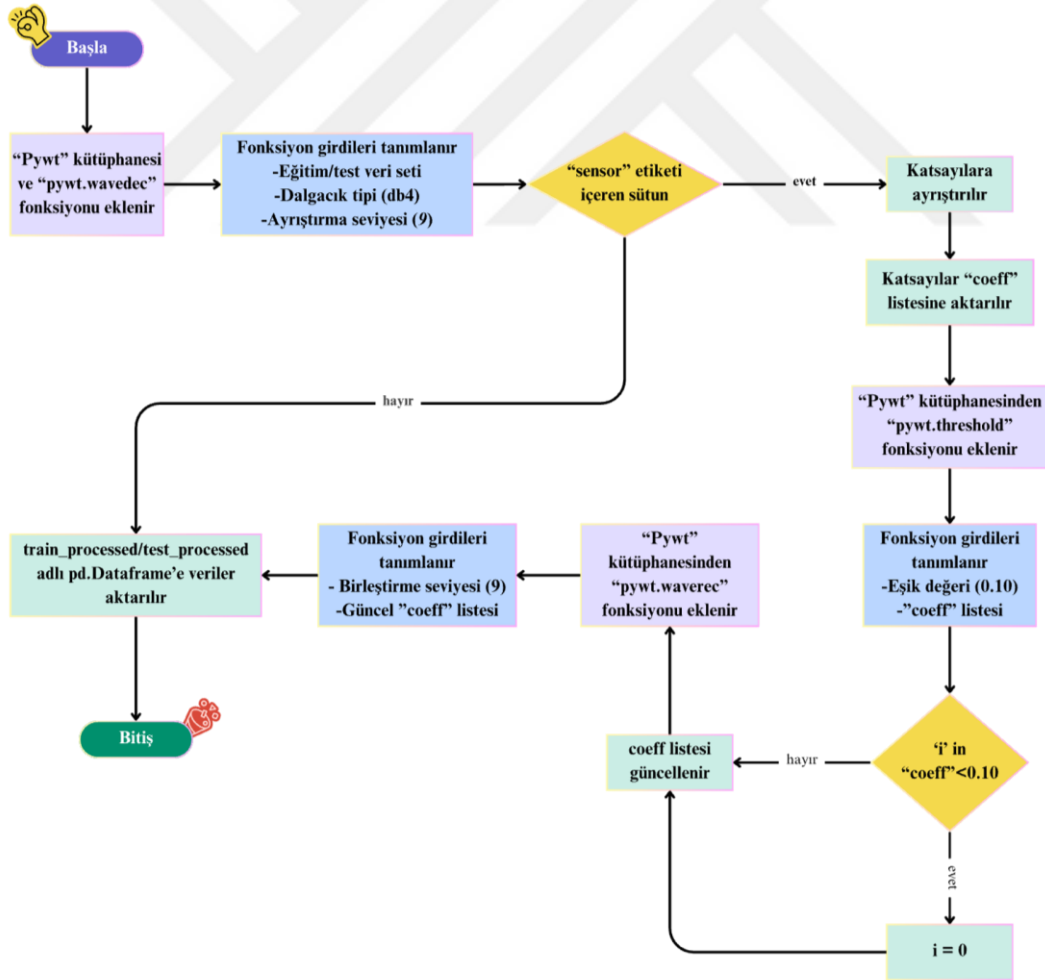 Başla
“Pywt” kütüphanesi
ve “pywt.wavedec”
fonksiyonu eklenir
Fonksiyon girdileri tanımlanır
-Eğitim/test veri seti
-Dalgacık tipi (db4)
-Ayrıştırma seviyesi (9)
“sensor” etiketi
içeren sütun
evet
Katsayılara
ayrıştırılır
Katsayılar “coeff”
listesine aktarılır
hayır
“Pywt” kütüphanesinden
“pywt.threshold”
fonksiyonu eklenir
Fonksiyon girdileri
tanımlanır
-Eşik değeri (0.10)
-”coeff” listesi
‘i’ in
“coeff”<0.10
hayır
evet
i = 0
coeff listesi
güncellenir
“Pywt”
kütüphanesinden
“pywt.waverec”
fonksiyonu eklenir
Fonksiyon girdileri
tanımlanır
- Birleştirme seviyesi (9)
-Güncel ”coeff” listesi
train_processed/test_processed
adlı pd.Dataframe’e veriler
aktarılır
Bitiş